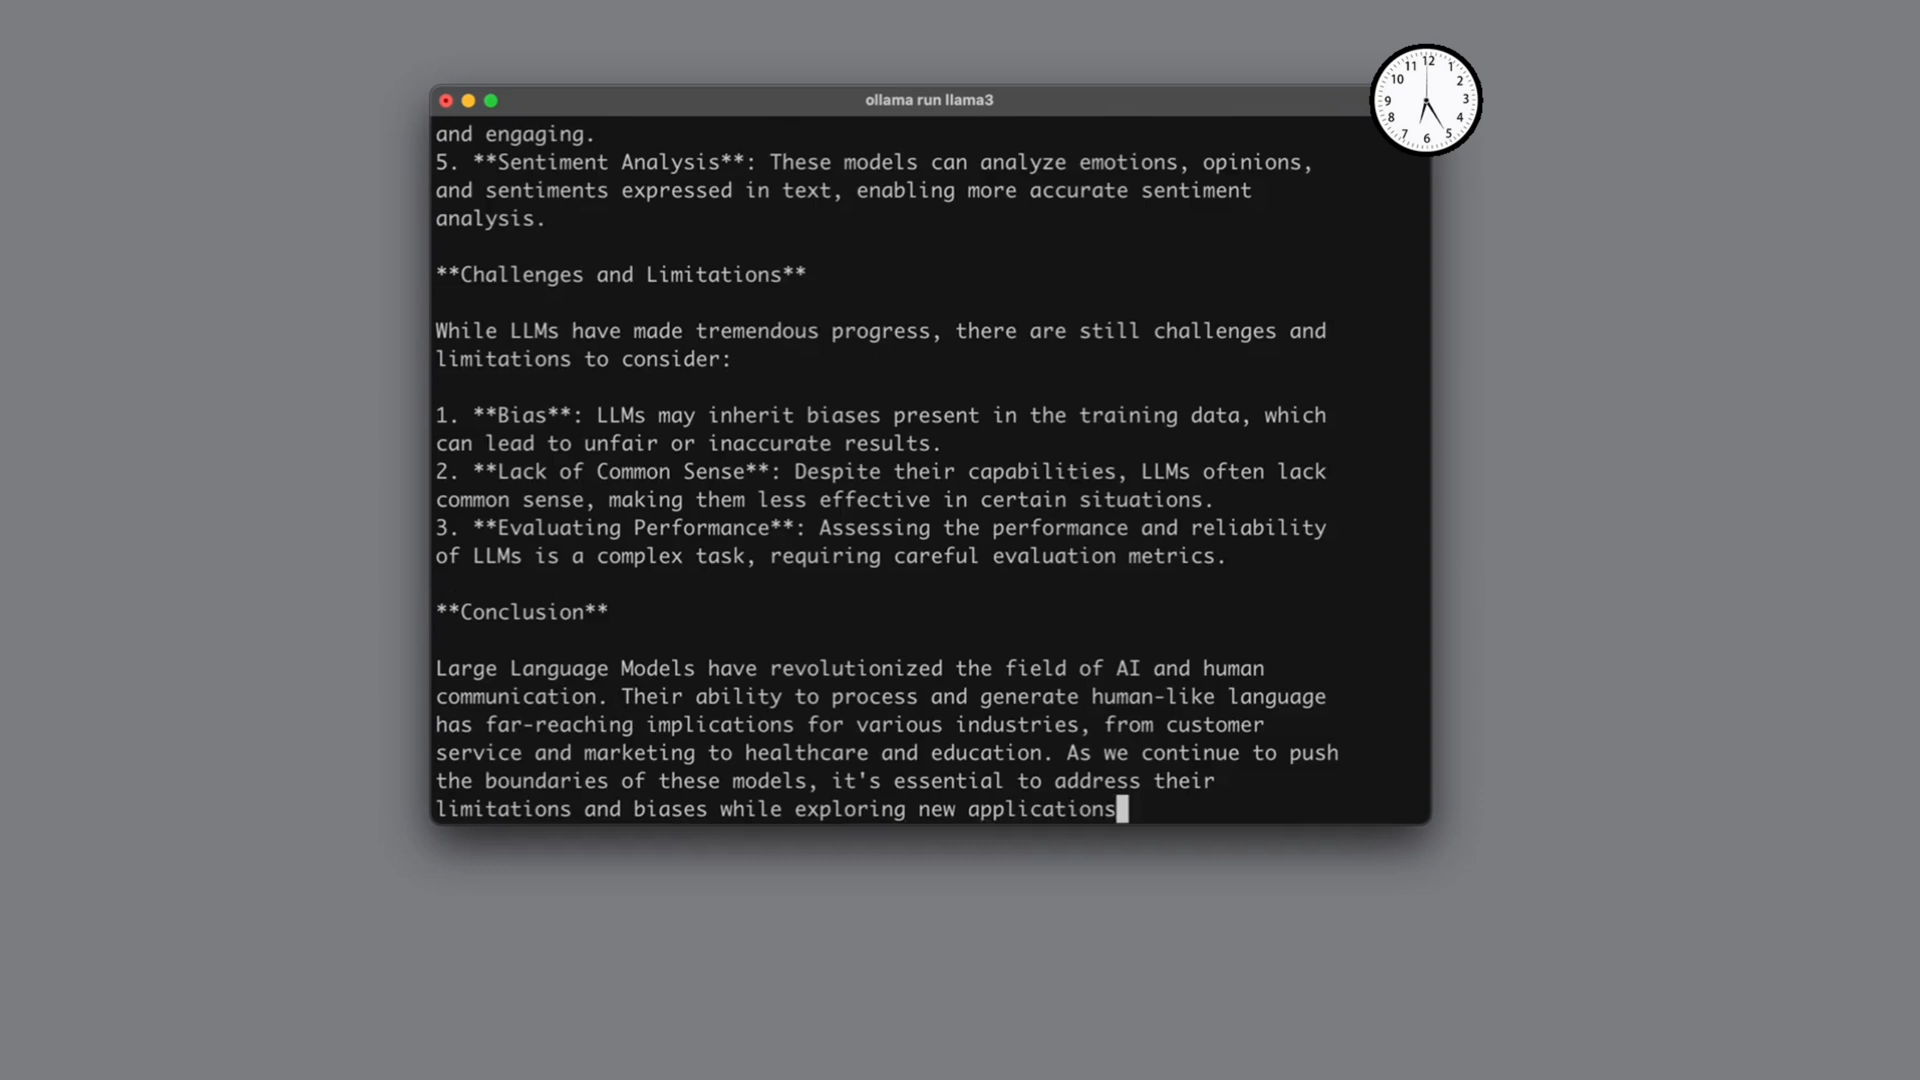 ollama run llama3
12
11
1
10
2
9
3
8
4
7
5
6
and engaging.
5. **Sentiment Analysis**: These models can analyze emotions, opinions,
and sentiments expressed in text, enabling more accurate sentiment
analysis.
**Challenges and Limitations**
While LLMs have made tremendous progress, there are still challenges and
limitations to consider:
1. **Bias**: LLMs may inherit biases present in the training data, which
can lead to unfair or inaccurate results.
2. **Lack of Common Sense**: Despite their capabilities, LLMs often lack
common sense, making them less effective in certain situations.
3. **Evaluating Performance**: Assessing the performance and reliability
of LLMs is a complex task, requiring careful evaluation metrics.
**Conclusion**
Large Language Models have revolutionized the field of AI and human
communication. Their ability to process and generate human-like language
has far-reaching implications for various industries, from customer
service and marketing to healthcare and education. As we continue to push
the boundaries of these models, it's essential to address their
limitations and biases while exploring new applications